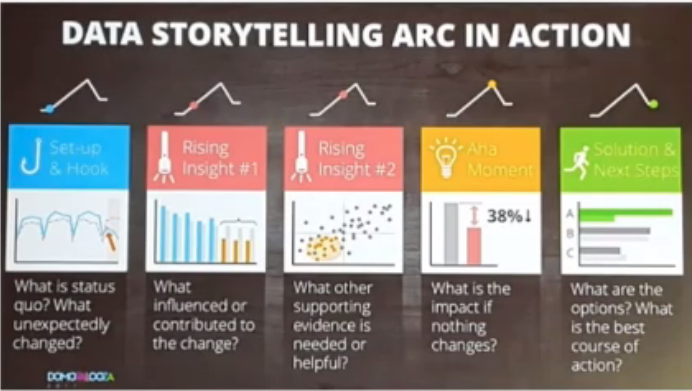 DATA STORYTELLING ARC IN ACTION
Set-up
& Hook
Rising
Insight #1
Rising
Insight #2
Aha
Moment
Solution &
Next Steps
38%↓
A
B
C
What is status
quo? What
unexpectedly
changed?
What
influenced or
contributed to
the change?
What other
supporting
evidence is
needed or
helpful?
What is the
impact if
nothing
changes?
What are the
options? What
is the best
course of
action?
DOMOPALOOZA